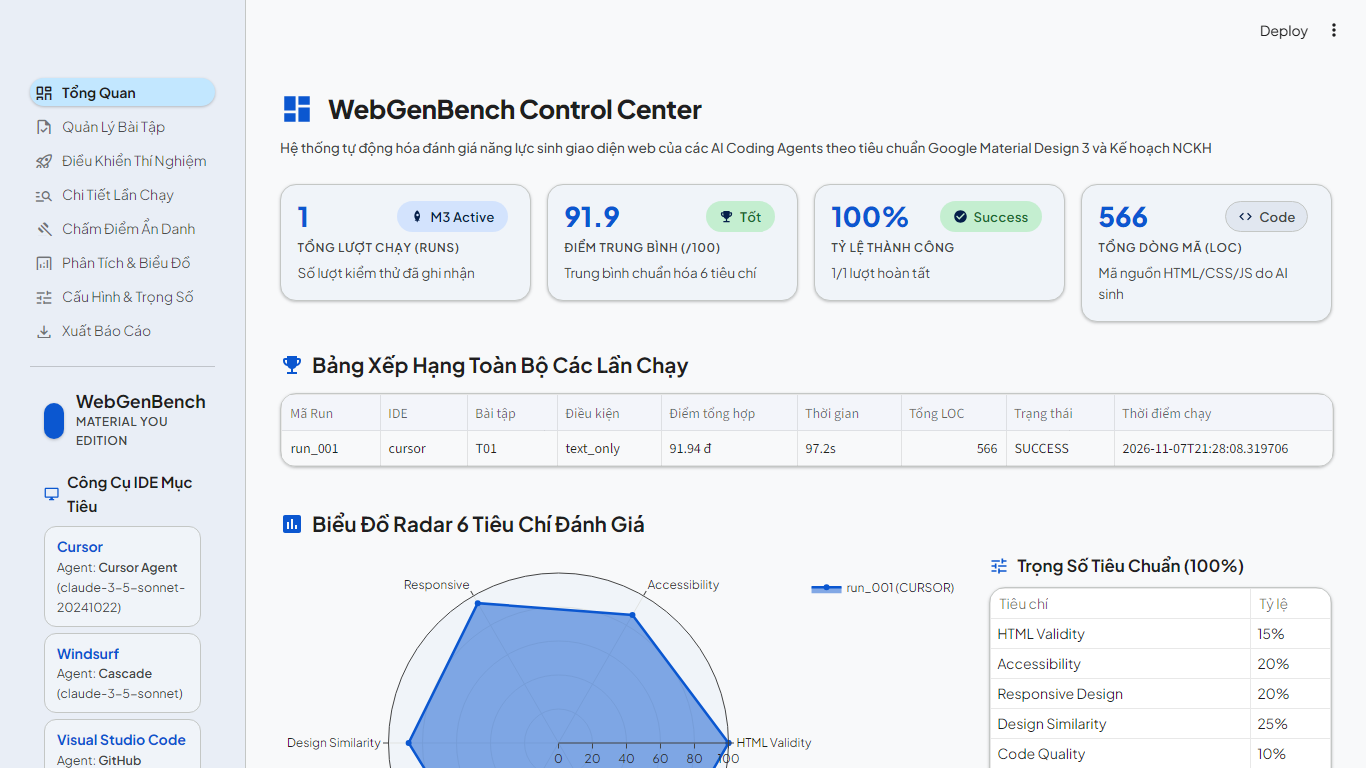 Deploy
Tổng Quan
Quản Lý Bài Tập
Điều Khiển Thí Nghiệm
Chi Tiết Lần Chạy
Chấm Điểm Ẩn Danh
Phân Tích & Biểu Đồ
Cấu Hình & Trọng Số
Xuất Báo Cáo
WebGenBench
MATERIAL YOU
EDITION
Công Cụ IDE Mục
Tiêu
Cursor
Agent: Cursor Agent
(claude-3-5-sonnet-
20241022)
Windsurf
Agent: Cascade
(claude-3-5-sonnet)
Visual Studio Code
Agent: GitHub
WebGenBench Control Center
Hệ thống tự động hóa đánh giá năng lực sinh giao diện web của các AI Coding Agents theo tiêu chuẩn Google Material Design 3 và Kế hoạch NCKH
1 M3 Active
TỔNG LƯỢT CHẠY (RUNS)
Số lượt kiểm thử đã ghi nhận
91.9 Tốt
ĐIỂM TRUNG BÌNH (/100)
Trung bình chuẩn hóa 6 tiêu chí
100% Success
TỶ LỆ THÀNH CÔNG
1/1 lượt hoàn tất
566 Code
TỔNG DÒNG MÃ (LOC)
Mã nguồn HTML/CSS/JS do AI
sinh
Bảng Xếp Hạng Toàn Bộ Các Lần Chạy
Mã Run IDE Bài tập Điều kiện Điểm tổng hợp Thời gian Tổng LOC Trạng thái Thời điểm chạy
run_001 cursor T01 text_only 91.94 đ 97.2s 566 SUCCESS 2026-11-07T21:28:08.319706
Biểu Đồ Radar 6 Tiêu Chí Đánh Giá
Responsive Accessibility
run_001 (CURSOR)
Design Similarity HTML Validity
0 20 40 60 80 100
Trọng Số Tiêu Chuẩn (100%)
Tiêu chí Tỷ lệ
HTML Validity 15%
Accessibility 20%
Responsive Design 20%
Design Similarity 25%
Code Quality 10%